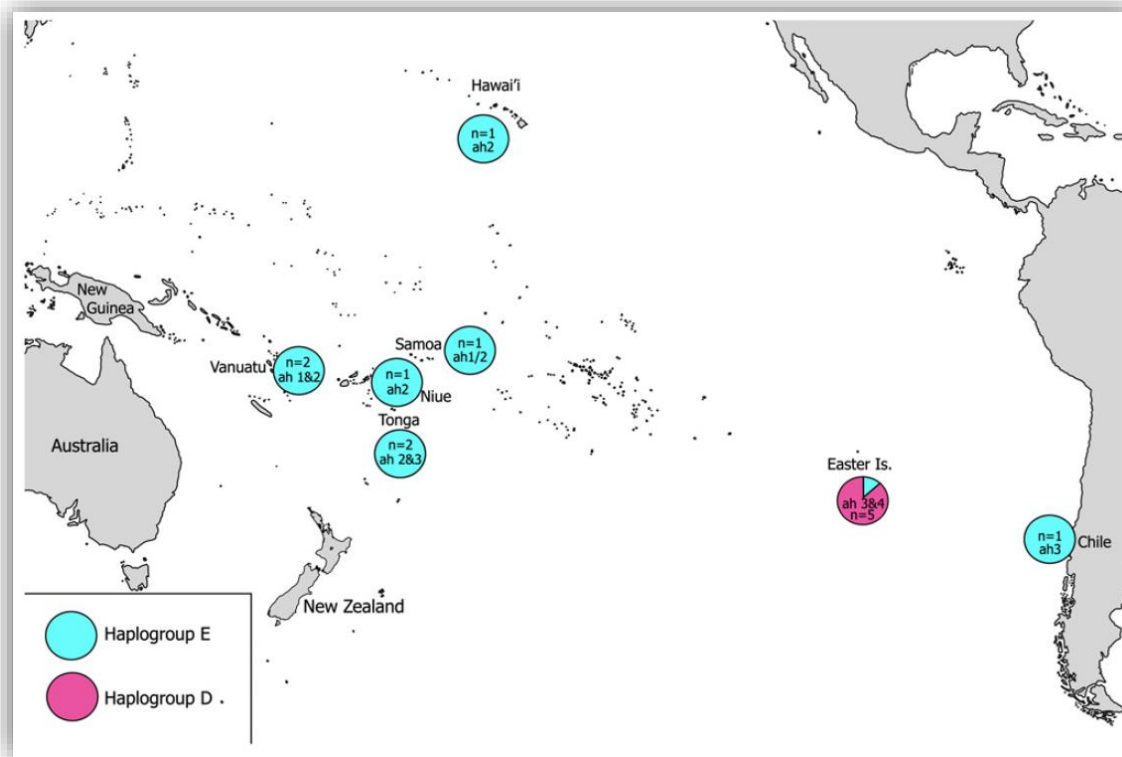 Hawai'i
n=1
ah2
New
Guinea
Samoa
n=1
ah1/2
Vanuatu
n=2
ah 1&2
n=1
ah2
Niue
Tonga
n=2
ah 2&3
Australia
Easter Is.
ah 3&4
n=5
n=1
ah3
Chile
New Zealand
Haplogroup E
Haplogroup D .